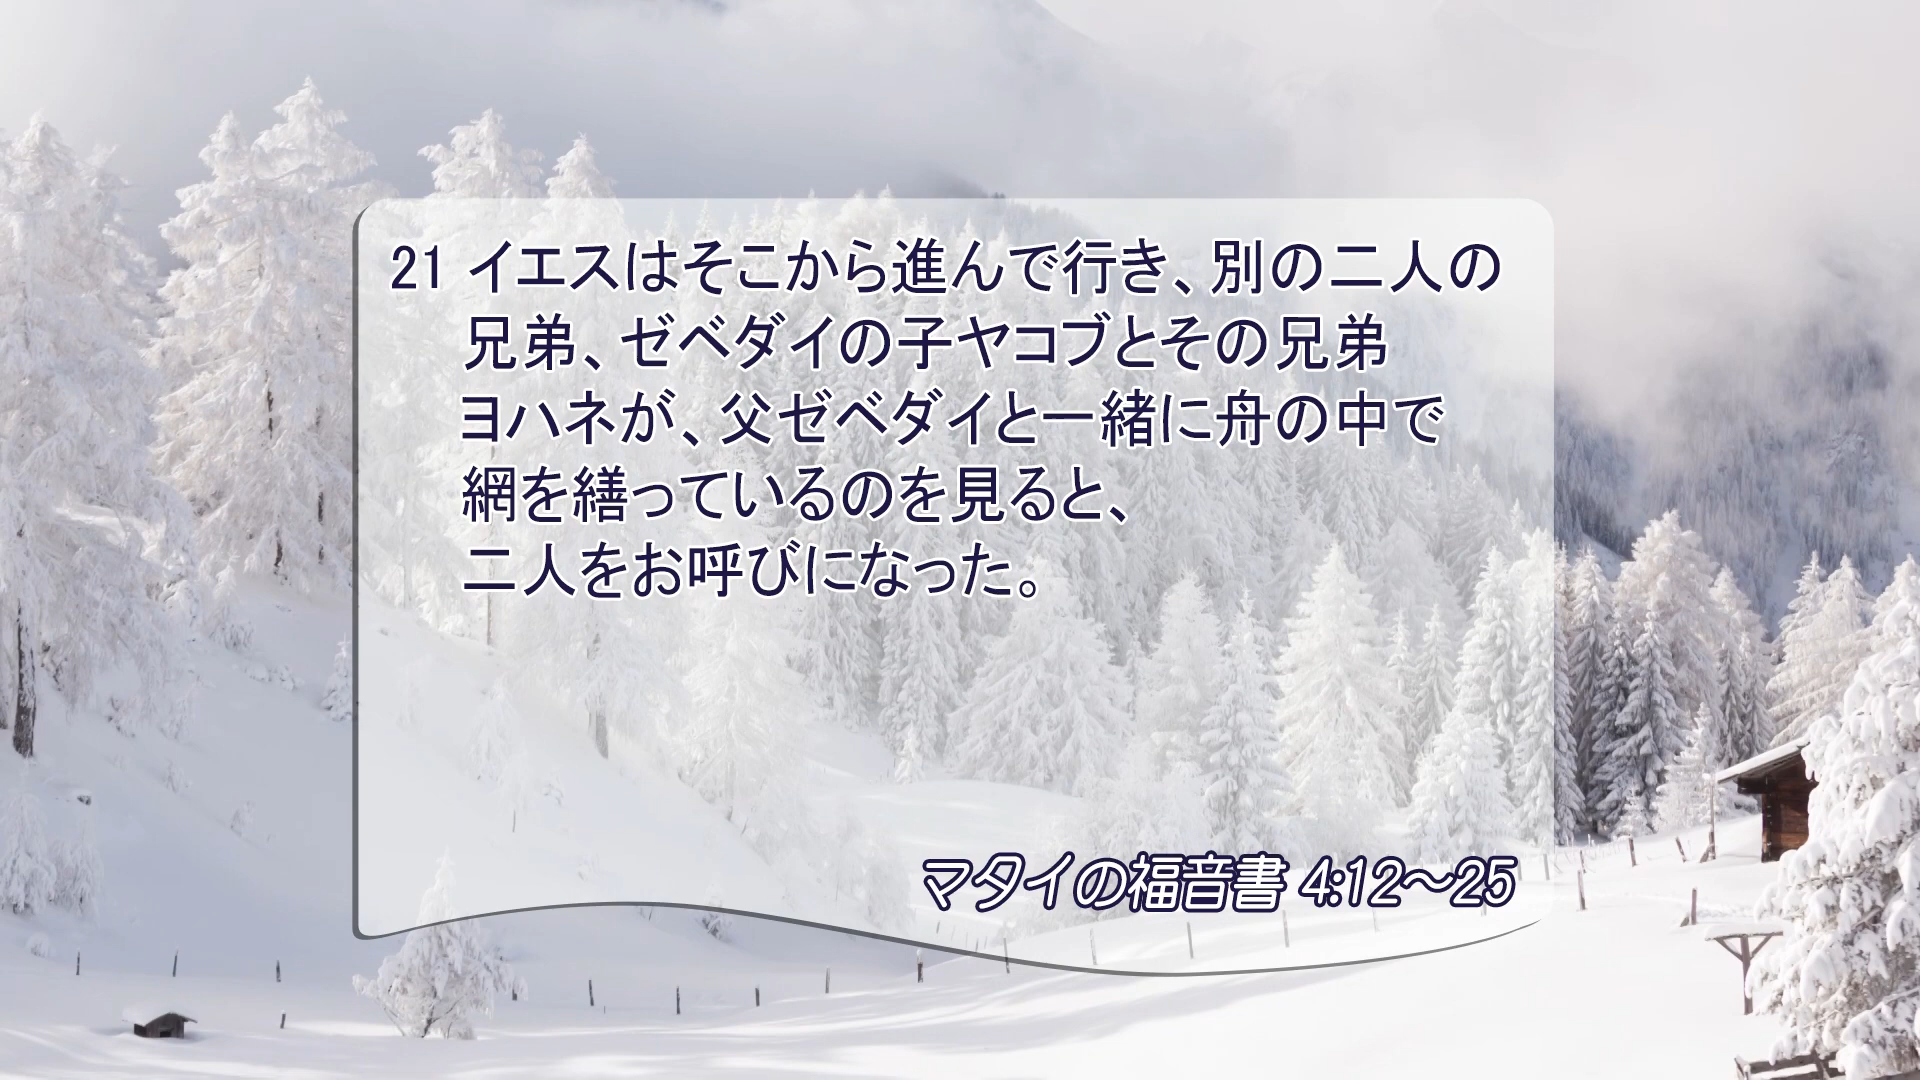 21 イエスはそこから進んで行き、別の二人の
兄弟、ゼベダイの子ヤコブとその兄弟
ヨハネが、父ゼベダイと一緒に舟の中で
網を繕っているのを見ると、
二人をお呼びになった。
マタイの福音書 4:12〜25